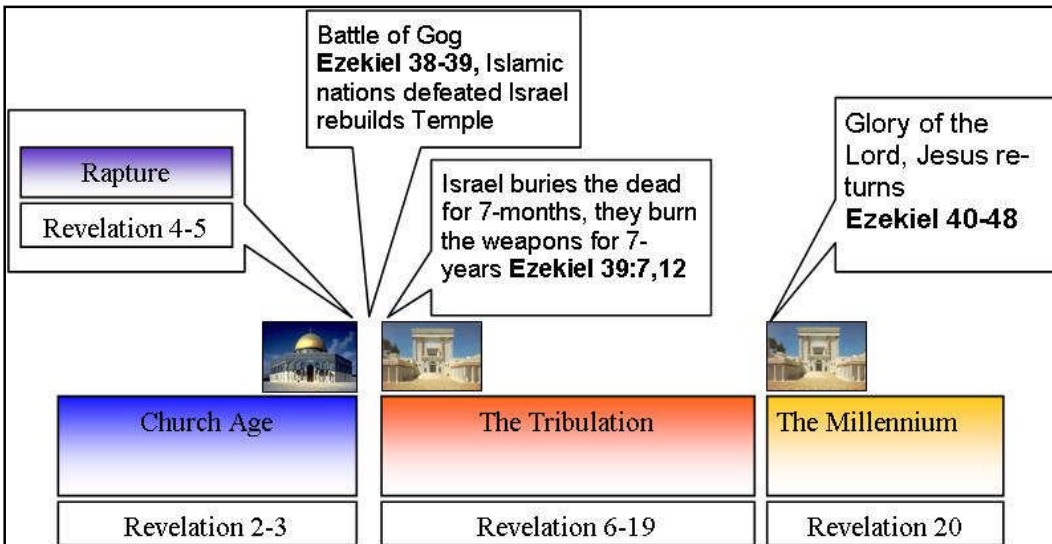 Battle of Gog
Ezekiel 38-39, Islamic
nations defeated Israel
rebuilds Temple
Rapture
Revelation 4-5
Israel buries the dead
for 7-months, they burn
the weapons for 7-
years Ezekiel 39:7,12
Glory of the
Lord, Jesus re-
turns
Ezekiel 40-48
Church Age
The Tribulation
The Millennium
Revelation 2-3
Revelation 6-19
Revelation 20